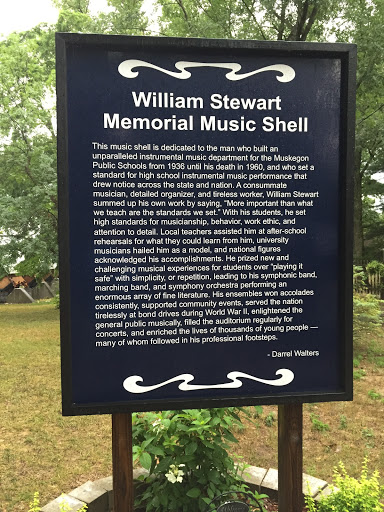 William Stewart
Memorial Music Shell
This music shell is dedicated to the man who built an
unparalleled instrumental music department for the Muskegon
Public Schools from 1936 until his death in 1960, and who set a
standard for high school instrumental music performance that
drew notice across the state and nation. A consummate
musician, detailed organizer, and tireless worker, William Stewart
summed up his own work by saying, "More important than what
we teach are the standards we set." With his students, he set
high standards for musicianship, behavior, work ethic, and
attention to detail. Local teachers assisted him at after-school
rehearsals for what they could learn from him, university
musicians hailed him as a model, and national figures
acknowledged his accomplishments. He prized new and
challenging musical experiences for students over "playing it
safe" with simplicity, or repetition, leading to his symphonic band,
marching band, and symphony orchestra performing an
enormous array of fine literature. His ensembles won accolades
consistently, supported community events, served the nation
tirelessly at bond drives during World War II, enlightened the
general public musically, filled the auditorium regularly for
concerts, and enriched the lives of thousands of young people —
many of whom followed in his professional footsteps.
- Darrel Walters